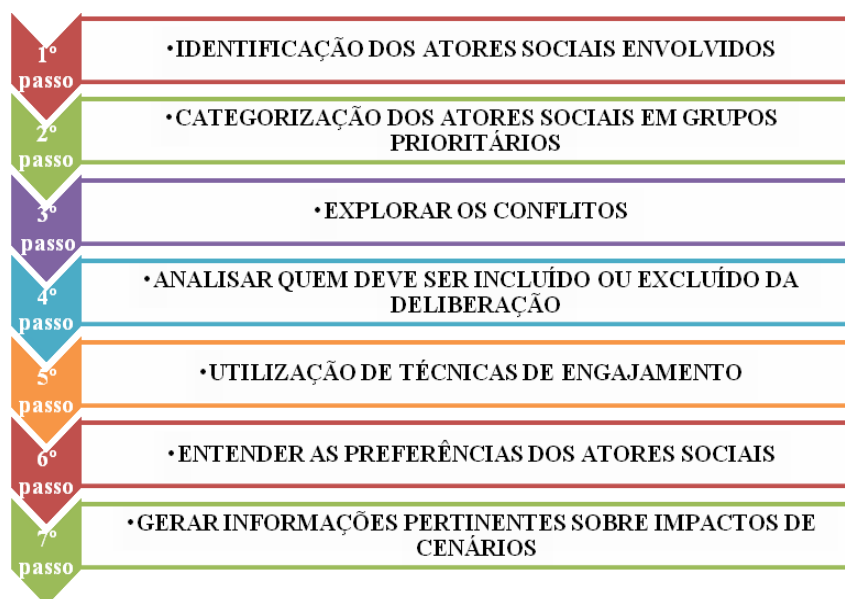 1º
passo
•IDENTIFICAÇÃO DOS ATORES SOCIAIS ENVOLVIDOS
2º
passo
•CATEGORIZAÇÃO DOS ATORES SOCIAIS EM GRUPOS
PRIORITÁRIOS
3º
passo
•EXPLORAR OS CONFLITOS
4º
passo
•ANALISAR QUEM DEVE SER INCLUÍDO OU EXCLUÍDO DA
DELIBERAÇÃO
5º
passo
•UTILIZAÇÃO DE TÉCNICAS DE ENGAJAMENTO
6º
passo
•ENTENDER AS PREFERÊNCIAS DOS ATORES SOCIAIS
7º
passo
•GERAR INFORMAÇÕES PERTINENTES SOBRE IMPACTOS DE
CENÁRIOS